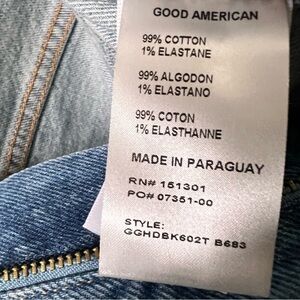 GOOD AMERICAN
99% COTTON
1% ELASTANE
99% ALGODON
1% ELASTANO
99% COTON
1% ELASTHANNE
MADE IN PARAGUAY
RN# 151301
PO# 07351-00
STYLE:
GGHDBK602T B683